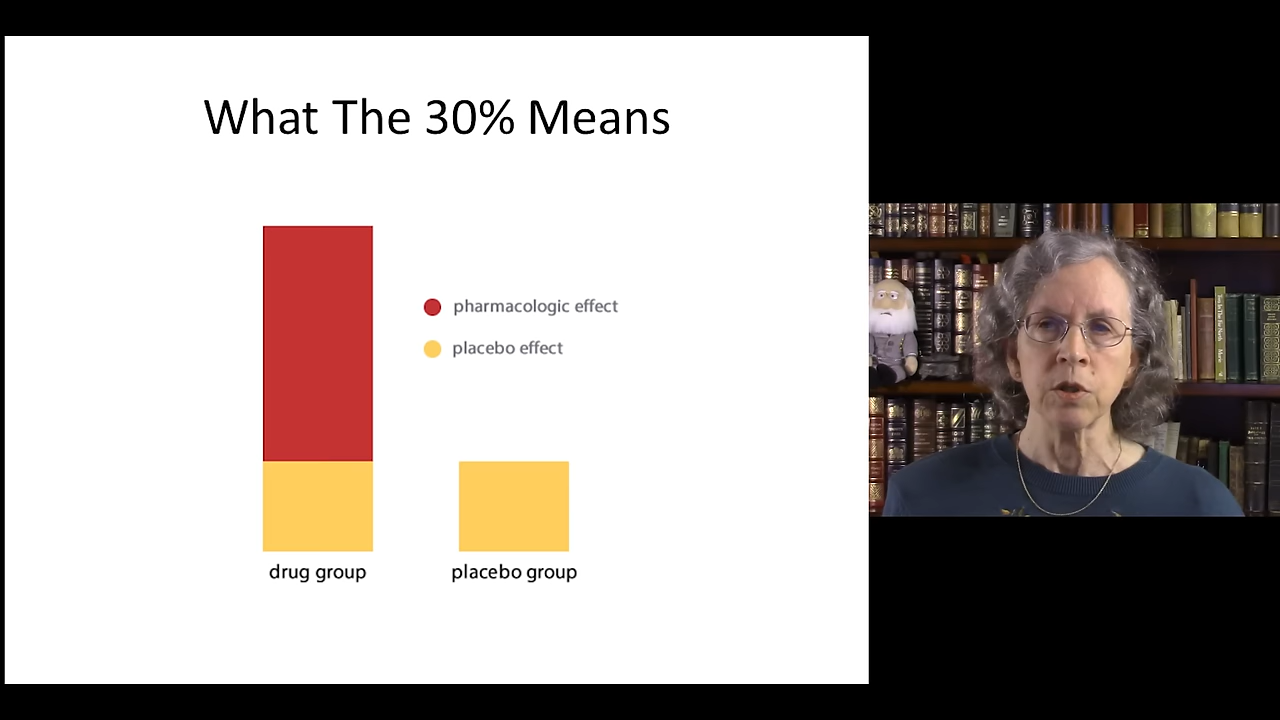 What The 30% Means
pharmacologic effect
placebo effect
drug group
placebo group